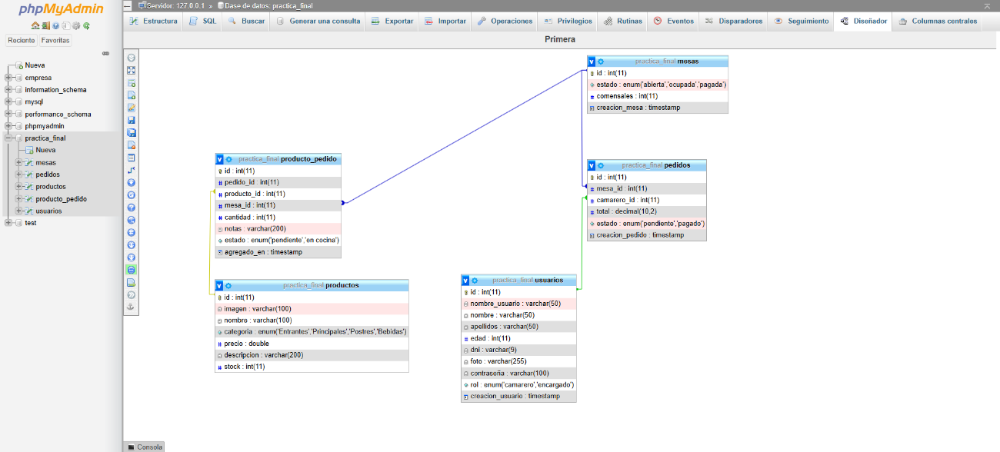 phpMyAdmin
Reciente Favoritas
Nueva
empresa
information_schema
mysql
performance_schema
phpmyadmin
practica_final
Nueva
mesas
pedidos
productos
producto_pedido
usuarios
test
Servidor: 127.0.0.1 » Base de datos: practica_final
Estructura SQL Buscar Generar una consulta Exportar Importar Operaciones Privilegios Rutinas Eventos Disparadores Seguimiento Diseñador Columnas centrales
Primera
practica_final mesas
id : int(11)
estado : enum('abierta','ocupada','pagada')
comensales : int(11)
creacion_mesa : timestamp
practica_final producto_pedido
id : int(11)
pedido_id : int(11)
producto_id : int(11)
mesa_id : int(11)
cantidad : int(11)
notas : varchar(200)
estado : enum('pendiente','en cocina')
agregado_en : timestamp
practica_final pedidos
id : int(11)
mesa_id : int(11)
camarero_id : int(11)
total : decimal(10,2)
estado : enum('pendiente','pagado')
creacion_pedido : timestamp
practica_final productos
id : int(11)
imagen : varchar(100)
nombre : varchar(100)
categoria : enum('Entrantes','Principales','Postres','Bebidas')
precio : double
descripcion : varchar(200)
stock : int(11)
practica_final usuarios
id : int(11)
nombre_usuario : varchar(50)
nombre : varchar(50)
apellidos : varchar(50)
edad : int(11)
dni : varchar(9)
foto : varchar(255)
contraseña : varchar(100)
rol : enum('camarero','encargado')
creacion_usuario : timestamp
Consola